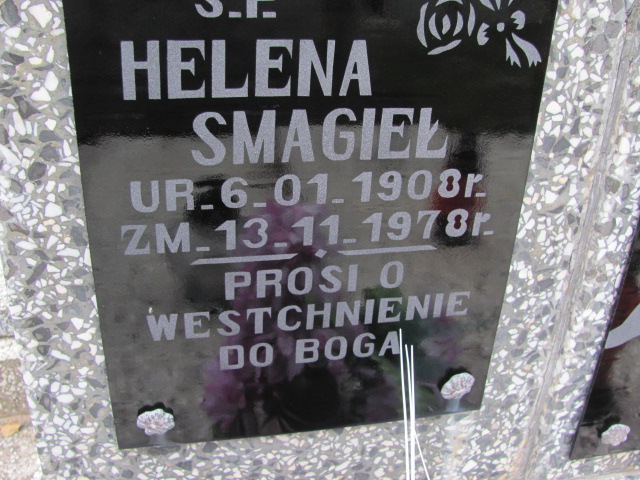 Ś.P.
HELENA
SMAGIEŁ
UR. 6. 01. 1908r.
ZM. 13. 11. 1978r.
PROSI O
WESTCHNIENIE
DO BOGA